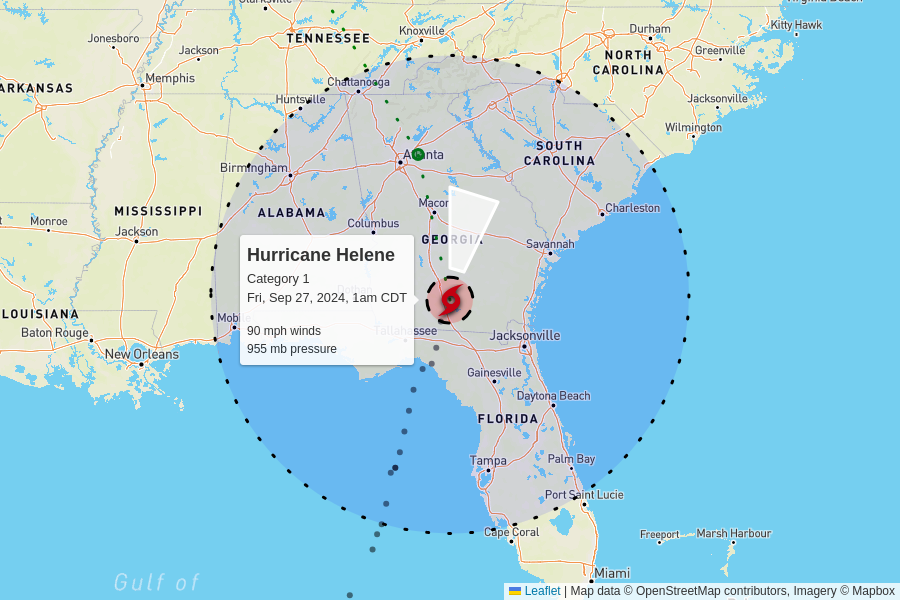 Clarksville
Virginia Beach
Kitty Hawk
Jonesboro
TENNESSEE
Knoxville
Durham
Greenville
Jackson
NORTH
CAROLINA
Memphis
Chattanooga
ARKANSAS
Huntsville
Jacksonville
Wilmington
Atlanta
SOUTH
CAROLINA
Birmingham
MISSISSIPPI
ALABAMA
Macon
Charleston
Monroe
Jackson
Columbus
GEORGIA
Savannah
Hurricane Helene
Category 1
Fri, Sep 27, 2024, 1am CDT
90 mph winds
955 mb pressure
Dothan
LOUISIANA
Mobile
Baton Rouge
Tallahassee
Jacksonville
New Orleans
Gainesville
Daytona Beach
FLORIDA
Tampa
Palm Bay
Port Saint Lucie
Cape Coral
Freeport
Marsh Harbour
Miami
Gulf of
Leaflet | Map data © OpenStreetMap contributors, Imagery © Mapbox